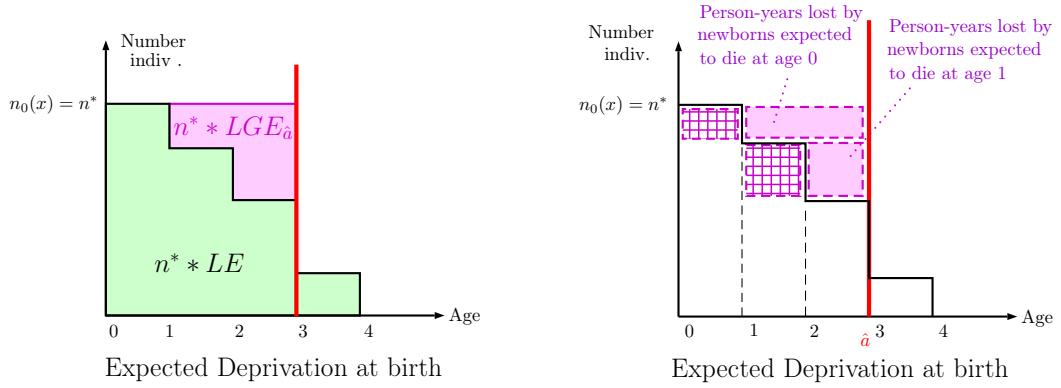 Number
indiv .
n_0(x) = n*
n* * LGE_â
n* * LE
0 1 2 3 4 Age
Expected Deprivation at birth
Person-years lost by
newborns expected
to die at age 0
Person-years lost by
newborns expected
to die at age 1
Number
indiv.
n_0(x) = n*
0 1 2 3 4 Age
â
Expected Deprivation at birth